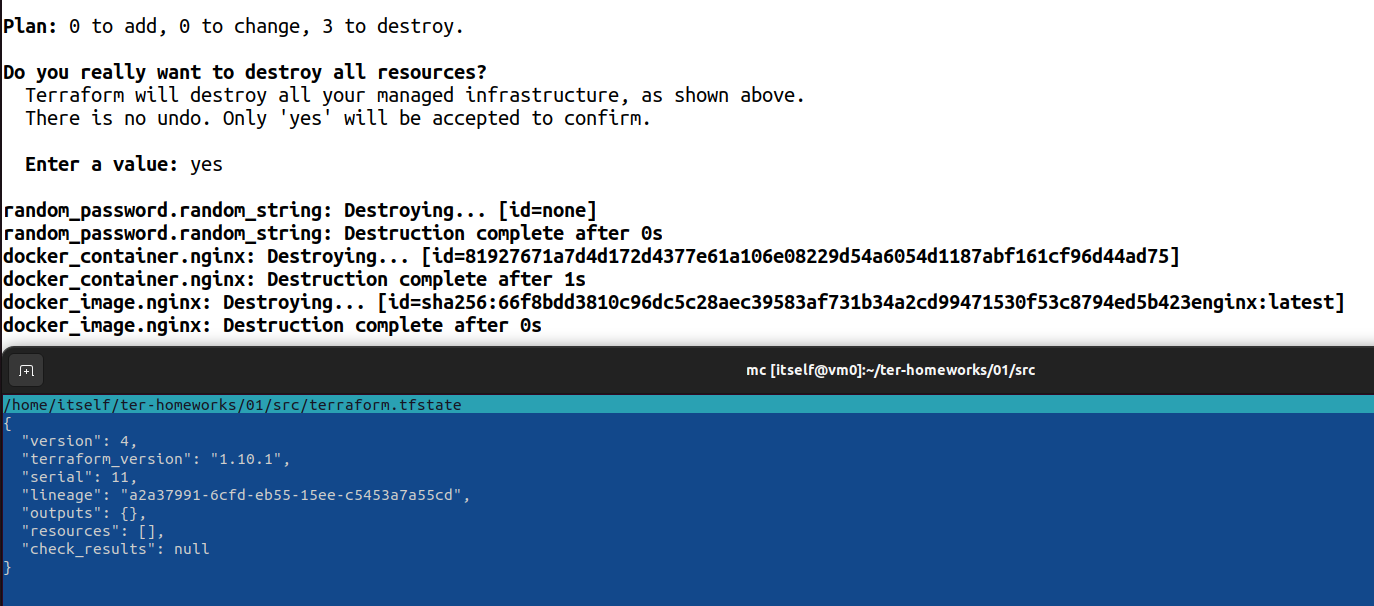 Plan: 0 to add, 0 to change, 3 to destroy.
Do you really want to destroy all resources?
Terraform will destroy all your managed infrastructure, as shown above.
There is no undo. Only 'yes' will be accepted to confirm.
Enter a value: yes
random_password.random_string: Destroying... [id=none]
random_password.random_string: Destruction complete after 0s
docker_container.nginx: Destroying... [id=81927671a7d4d172d4377e61a106e08229d54a6054d1187abf161cf96d44ad75]
docker_container.nginx: Destruction complete after 1s
docker_image.nginx: Destroying... [id=sha256:66f8bdd3810c96dc5c28aec39583af731b34a2cd99471530f53c8794ed5b423enginx:latest]
docker_image.nginx: Destruction complete after 0s
mc [itself@vm0]:~/ter-homeworks/01/src
/home/itself/ter-homeworks/01/src/terraform.tfstate
{
"version": 4,
"terraform_version": "1.10.1",
"serial": 11,
"lineage": "a2a37991-6cfd-eb55-15ee-c5453a7a55cd",
"outputs": {},
"resources": [],
"check_results": null
}